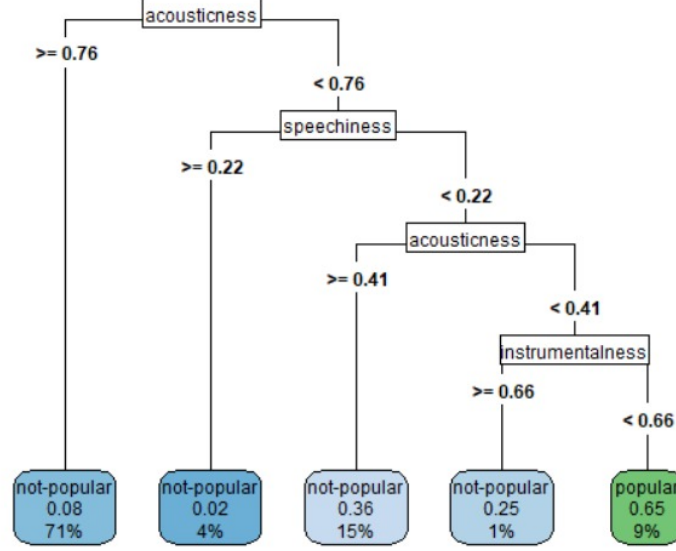 acousticness
>= 0.76
< 0.76
speechiness
>= 0.22
< 0.22
acousticness
>= 0.41
< 0.41
instrumentalness
>= 0.66
< 0.66
not-popular
0.08
71%
not-popular
0.02
4%
not-popular
0.36
15%
not-popular
0.25
1%
popular
0.65
9%